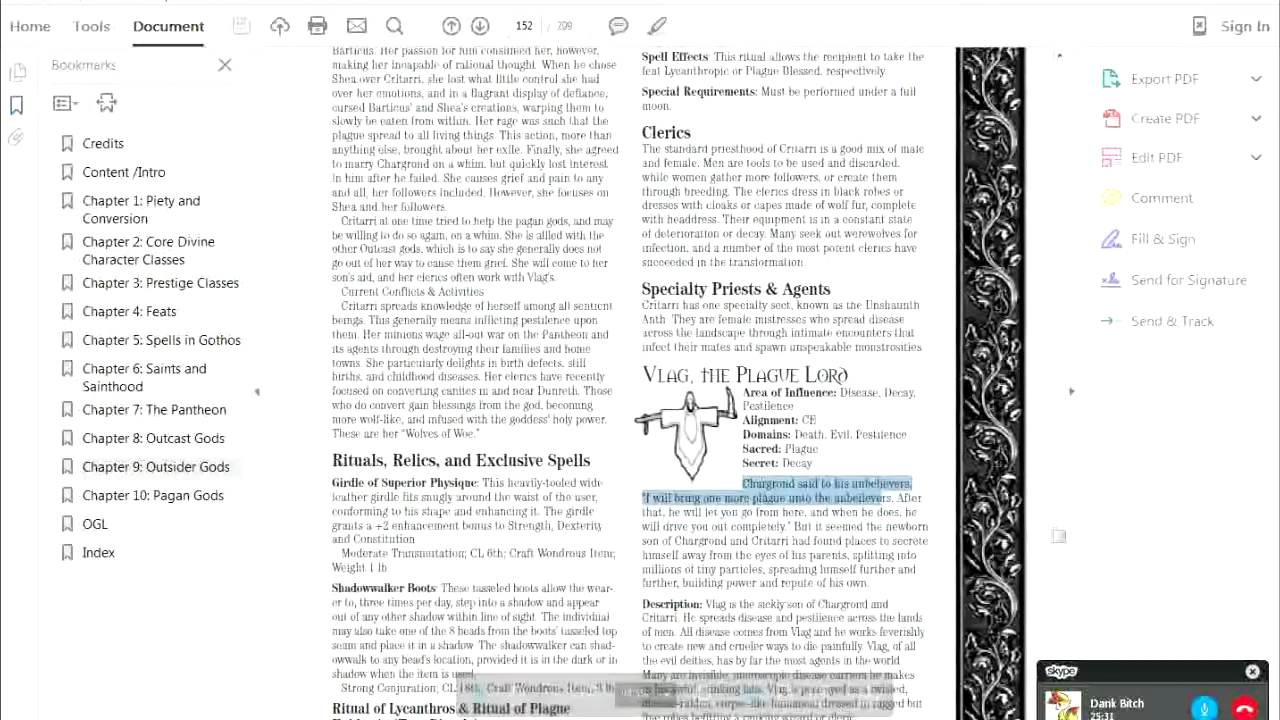 Home Tools Document 152 / 209 Sign In
Bookmarks
Credits
Content /Intro
Chapter 1: Piety and
Conversion
Chapter 2: Core Divine
Character Classes
Chapter 3: Prestige Classes
Chapter 4: Feats
Chapter 5: Spells in Gothos
Chapter 6: Saints and
Sainthood
Chapter 7: The Pantheon
Chapter 8: Outcast Gods
Chapter 9: Outsider Gods
Chapter 10: Pagan Gods
OGL
Index
Barticus. Her passion for him consumed her, however,
making her incapable of rational thought. When he chose
Shea over Critarri, she lost what little control she had
over her emotions, and in a flagrant display of defiance,
cursed Barticus' and Shea's creations, warping them to
slowly be eaten from within. Her rage was such that the
plague spread to all living things. This action, more than
anything else, brought about her exile. Finally, she agreed
to marry Chargrond on a whim, but quickly lost interest
in him after he failed. She causes grief and pain to any
and all, her followers included. However, she focuses on
Shea and her followers.
Critarri at one time tried to help the pagan gods, and may
be willing to do so again, on a whim. She is allied with the
other Outcast gods, which is to say she generally does not
go out of her way to cause them grief. She will come to her
son's aid, and her clerics often work with Vlag's.
Current Conflicts & Activities
Critarri spreads knowledge of herself among all sentient
beings. This generally means inflicting pestilence upon
them. Her minions wage all-out war on the Pantheon and
its agents through destroying their families and home
towns. She particularly delights in birth defects, still
births, and childhood diseases. Her clerics have recently
focused on converting canines in and near Dunreth. Those
who do convert gain blessings from the god, becoming
more wolf-like, and infused with the goddess' holy power.
These are her "Wolves of Woe."
Rituals, Relics, and Exclusive Spells
Girdle of Superior Physique: This heavily-tooled wide
leather girdle fits snugly around the waist of the user,
conforming to his shape and enhancing it. The girdle
grants a +2 enhancement bonus to Strength, Dexterity
and Constitution.
Moderate Transmutation; CL 6th; Craft Wondrous Item;
Weight 1 lb.
Shadowwalker Boots: These tasseled boots allow the wear-
er to, three times per day, step into a shadow and appear
out of any other shadow within line of sight. The individual
may also take one of the 8 beads from the boots' tasseled top
seam and place it in a shadow. The shadowwalker can shad-
owwalk to any bead's location, provided it is in the dark or in
shadow when the item is used.
Strong Conjuration; CL 18th, Craft Wondrous Item, 3 lb
Ritual of Lycanthros & Ritual of Plague
Spell Effects: This ritual allows the recipient to take the
feat Lycanthropic or Plague Blessed, respectively.
Special Requirements: Must be performed under a full
moon.
Clerics
The standard priesthood of Critarri is a good mix of male
and female. Men are tools to be used and discarded,
while women gather more followers, or create them
through breeding. The clerics dress in black robes or
dresses with cloaks or capes made of wolf fur, complete
with headdress. Their equipment is in a constant state
of deterioration or decay. Many seek out werewolves for
infection, and a number of the most potent clerics have
succeeded in the transformation.
Specialty Priests & Agents
Critarri has one specialty sect, known as the Unshaunth
Anth. They are female mistresses who spread disease
across the landscape through intimate encounters that
infect their mates and spawn unspeakable monstrosities.
Vlag, the Plague Lord
Area of Influence: Disease, Decay,
Pestilence
Alignment: CE
Domains: Death, Evil, Pestilence
Sacred: Plague
Secret: Decay
Chargrond said to his unbelievers,
"I will bring one more plague unto the unbelievers. After
that, he will let you go from here, and when he does, he
will drive you out completely." But it seemed the newborn
son of Chargrond and Critarri had found places to secrete
himself away from the eyes of his parents, splitting into
millions of tiny particles, spreading himself further and
further, building power and repute of his own.
Description: Vlag is the sickly son of Chargrond and
Critarri. He spreads disease and pestilence across the lands
of men. All disease comes from Vlag and he works feverishly
to create new and crueler ways to die painfully. Vlag, of all
the evil deities, has by far the most agents in the world.
Many are invisible, microscopic disease carriers he makes
Export PDF
Create PDF
Edit PDF
Comment
Fill & Sign
Send for Signature
Send & Track
skype
Dank Bitch
25:31